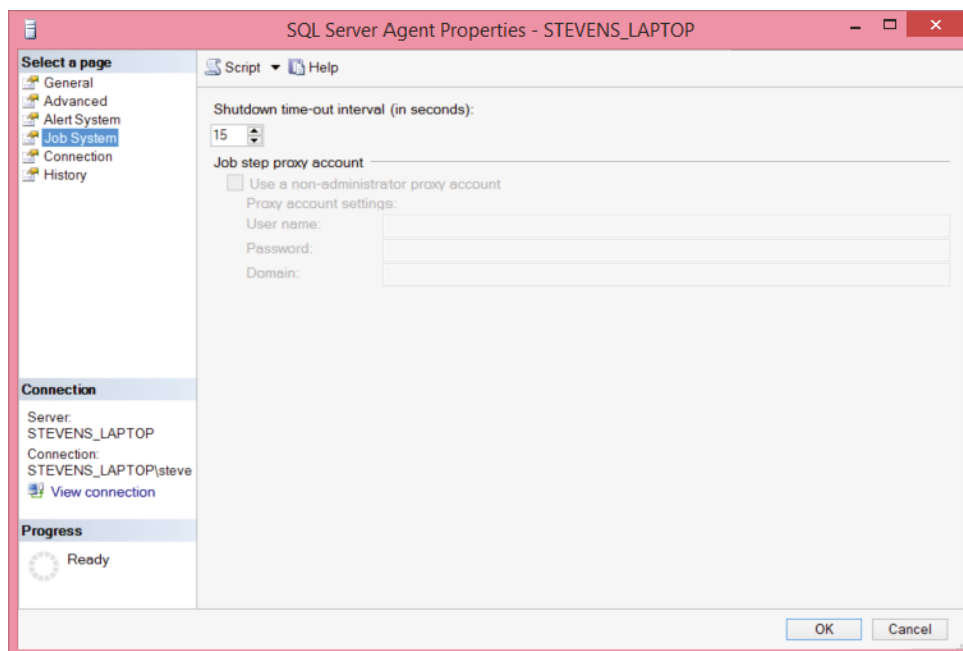 SQL Server Agent Properties - STEVENS_LAPTOP
Select a page
General
Advanced
Alert System
Job System
Connection
History
Script
Help
Shutdown time-out interval (in seconds):
15
Job step proxy account
Use a non-administrator proxy account
Proxy account settings:
User name:
Password:
Domain:
Connection
Server:
STEVENS_LAPTOP
Connection:
STEVENS_LAPTOP\steve
View connection
Progress
Ready
OK
Cancel